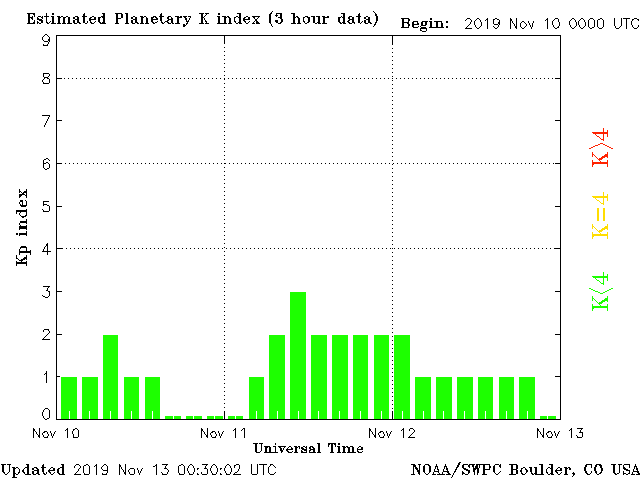 Estimated Planetary K index (3 hour data) Begin: 2019 Nov 10 0000 UTC
9
8
7
6
5
4
3
2
1
0
Kp index
K>4
K=4
K<4
Nov 10 Nov 11 Nov 12 Nov 13
Universal Time
Updated 2019 Nov 13 00:30:02 UTC NOAA/SWPC Boulder, CO USA